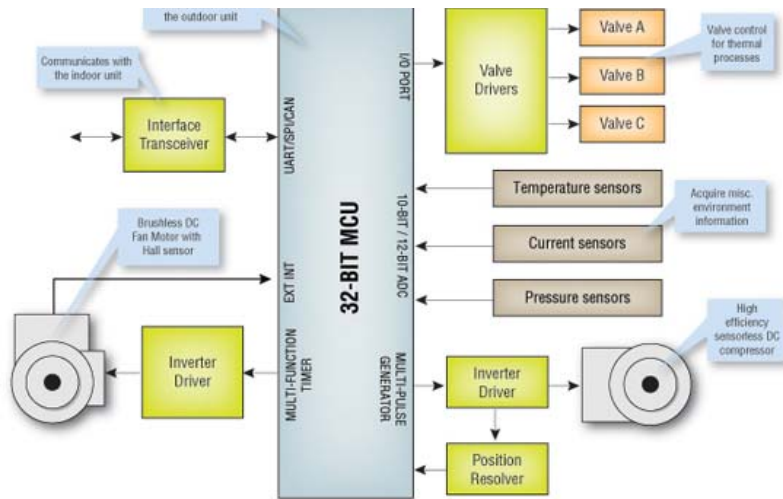 the outdoor unit
Communicates with
the indoor unit
Interface
Transceiver
UART/SPI/CAN
Brushless DC
Fan Motor with
Hall sensor
EXT INT
Inverter
Driver
MULTI-FUNCTION
TIMER
32-BIT MCU
I/O PORT
Valve
Drivers
Valve A
Valve B
Valve C
Valve control
for thermal
processes
10-BIT / 12-BIT ADC
Temperature sensors
Current sensors
Pressure sensors
Acquire misc.
environment
information
MULTI-PULSE
GENERATOR
Inverter
Driver
Position
Resolver
High
efficiency
sensorless DC
compressor